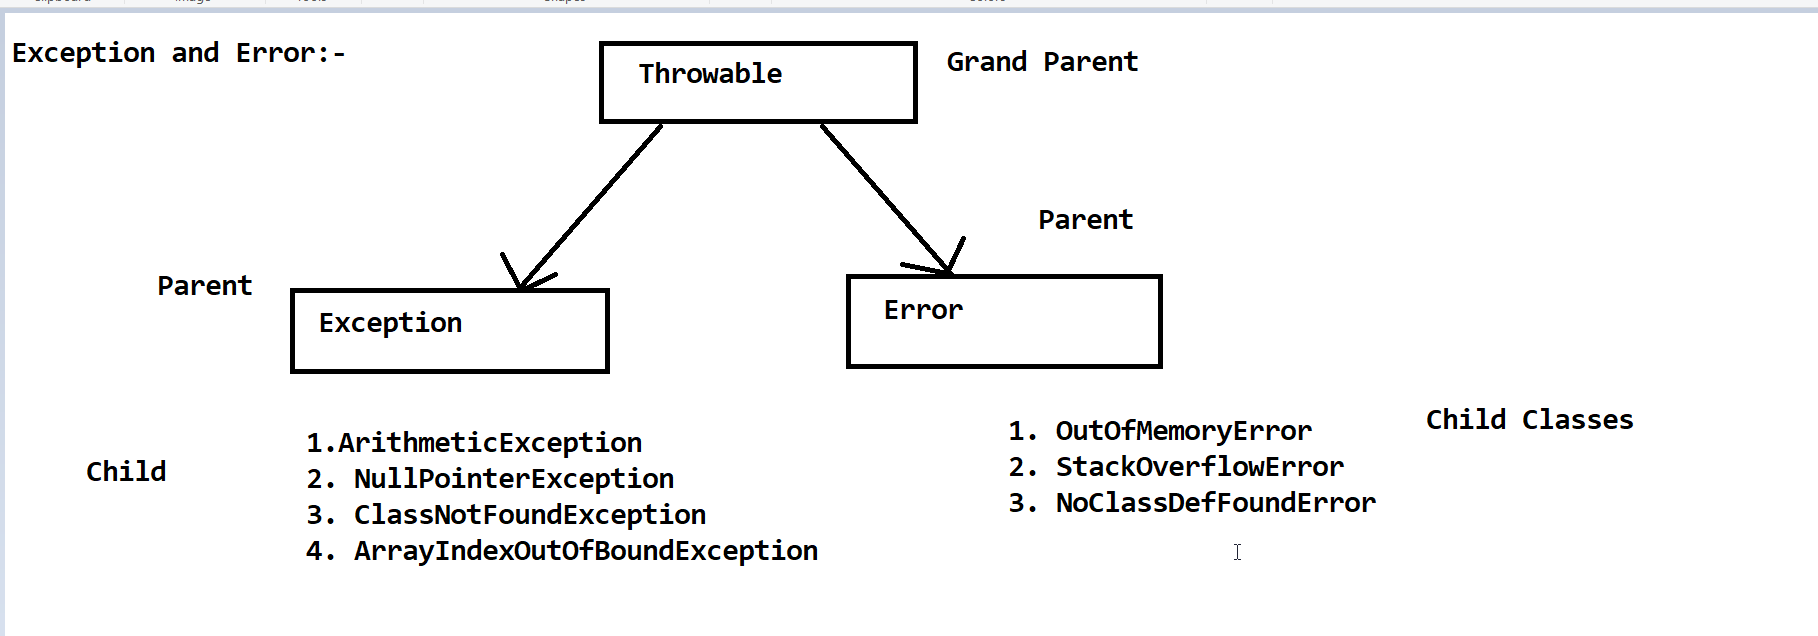 Exception and Error:-
Throwable
Grand Parent
Parent
Parent
Exception
Error
Child
1.ArithmeticException
2. NullPointerException
3. ClassNotFoundException
4. ArrayIndexOutOfBoundException
1. OutOfMemoryError
2. StackOverflowError
3. NoClassDefFoundError
Child Classes